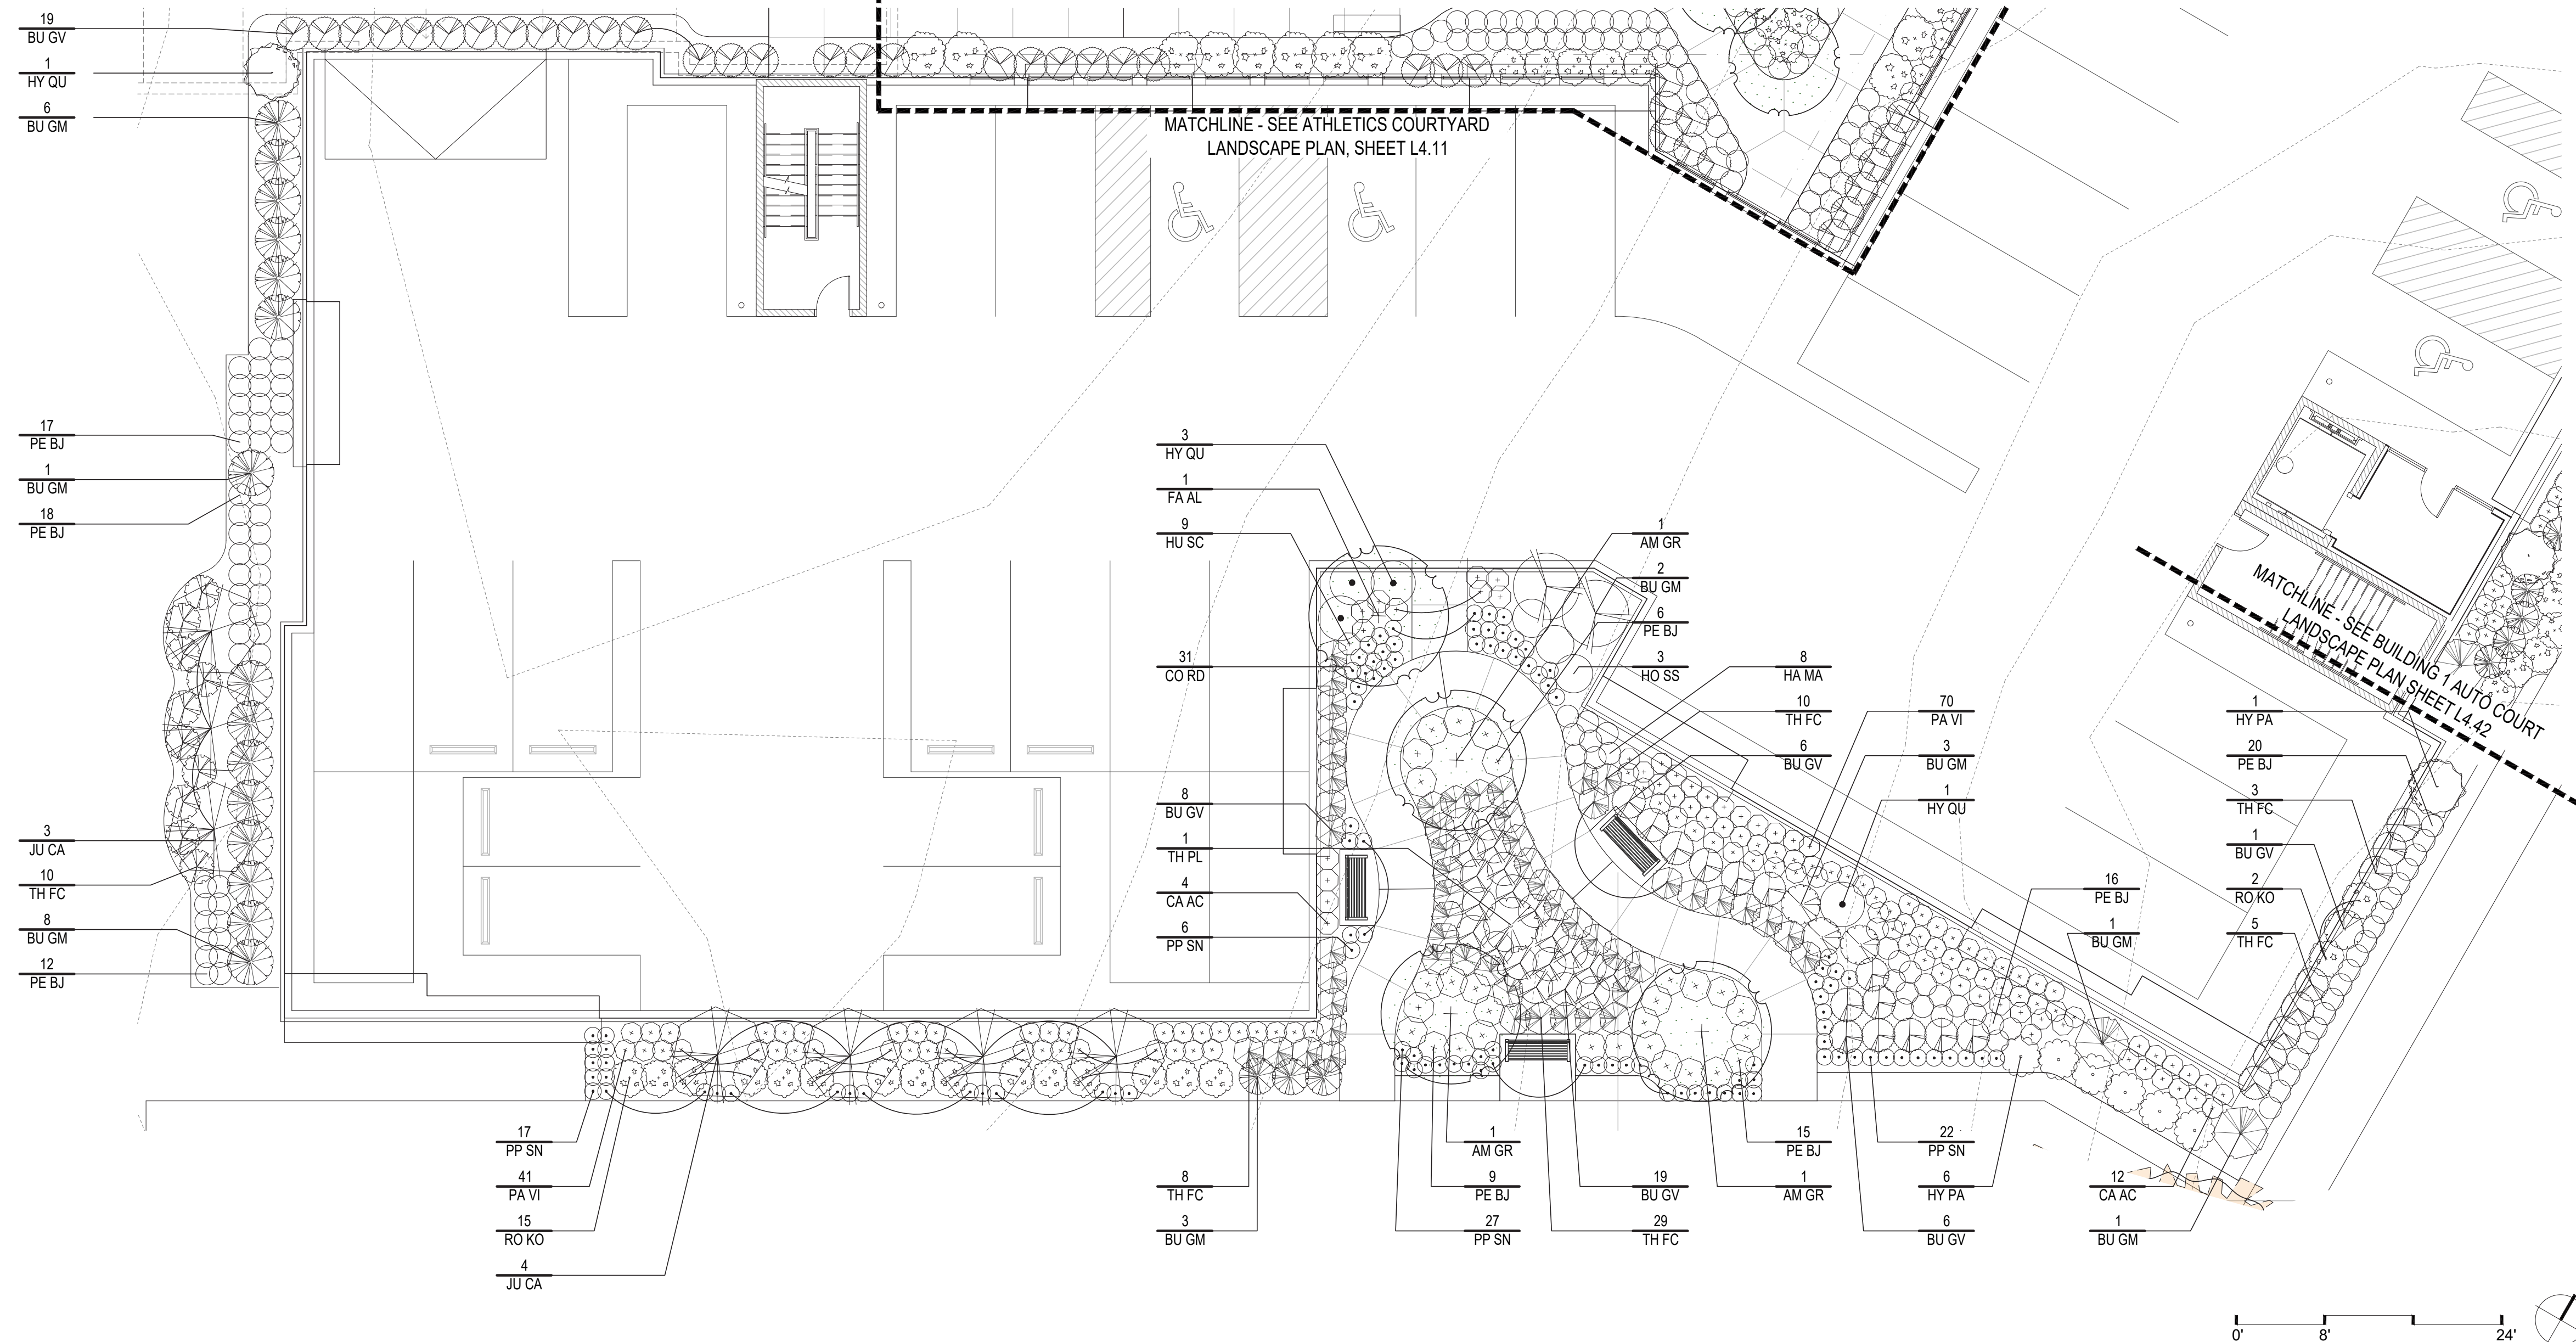 19
BU GV
1
HY QU
6
BU GM
MATCHLINE - SEE ATHLETICS COURTYARD
LANDSCAPE PLAN, SHEET L4.11
17
PE BJ
1
BU GM
18
PE BJ
3
JU CA
10
TH FC
8
BU GM
12
PE BJ
3
HY QU
1
FA AL
9
HU SC
31
CO RD
8
BU GV
1
TH PL
4
CA AC
6
PP SN
1
AM GR
2
BU GM
6
PE BJ
3
HO SS
8
HA MA
10
TH FC
6
BU GV
70
PA VI
3
BU GM
1
HY QU
MATCHLINE - SEE BUILDING 1 AUTO COURT
LANDSCAPE PLAN SHEET L4.42
1
HY PA
20
PE BJ
3
TH FC
1
BU GV
2
RO KO
5
TH FC
16
PE BJ
1
BU GM
17
PP SN
41
PA VI
15
RO KO
4
JU CA
8
TH FC
3
BU GM
1
AM GR
9
PE BJ
27
PP SN
19
BU GV
29
TH FC
15
PE BJ
1
AM GR
22
PP SN
6
HY PA
6
BU GV
12
CA AC
1
BU GM
0' 8' 24'